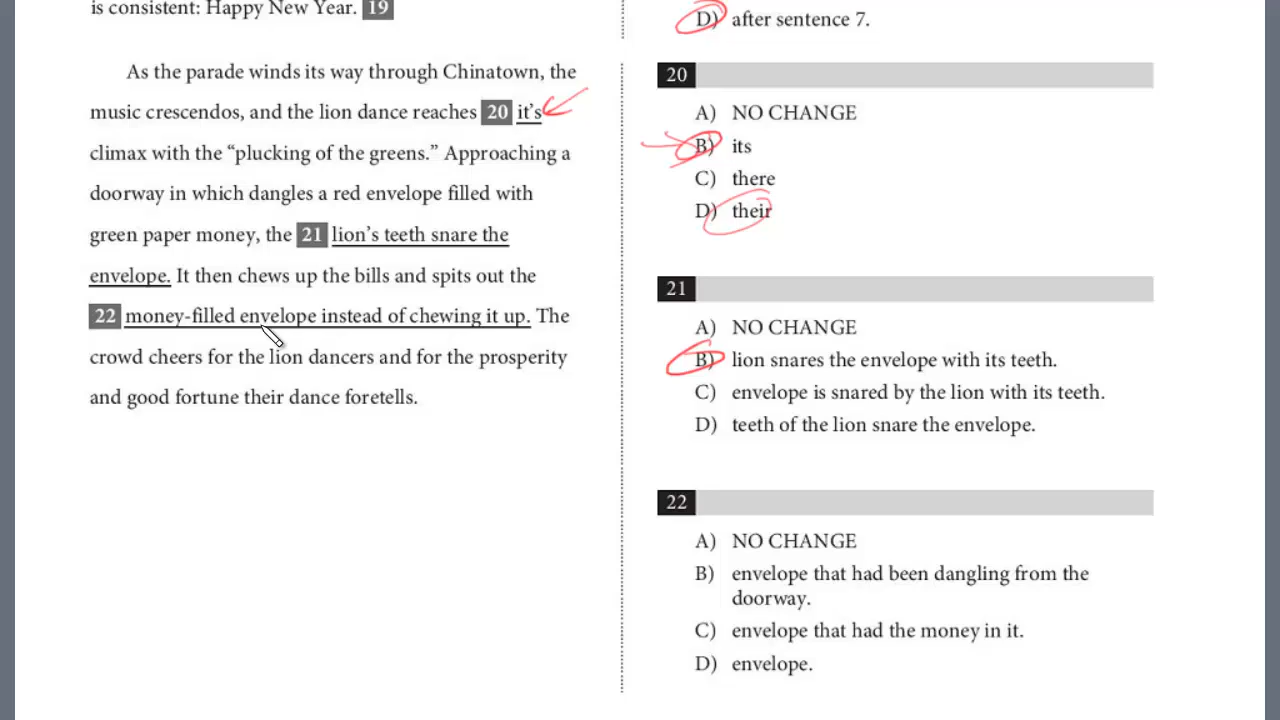 is consistent: Happy New Year. 19
As the parade winds its way through Chinatown, the
music crescendos, and the lion dance reaches 20 it’s
climax with the “plucking of the greens.” Approaching a
doorway in which dangles a red envelope filled with
green paper money, the 21 lion’s teeth snare the
envelope. It then chews up the bills and spits out the
22 money-filled envelope instead of chewing it up. The
crowd cheers for the lion dancers and for the prosperity
and good fortune their dance foretells.
D) after sentence 7.
20
A) NO CHANGE
B) its
C) there
D) their
21
A) NO CHANGE
B) lion snares the envelope with its teeth.
C) envelope is snared by the lion with its teeth.
D) teeth of the lion snare the envelope.
22
A) NO CHANGE
B) envelope that had been dangling from the
doorway.
C) envelope that had the money in it.
D) envelope.